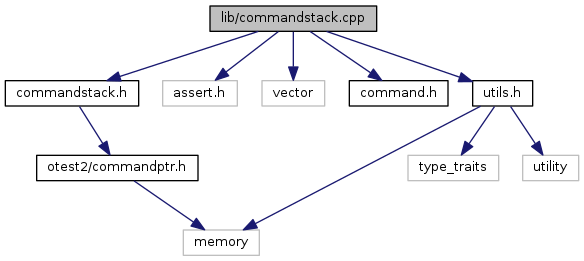 lib/commandstack.cpp
commandstack.h
assert.h
vector
command.h
utils.h
otest2/commandptr.h
type_traits
utility
memory